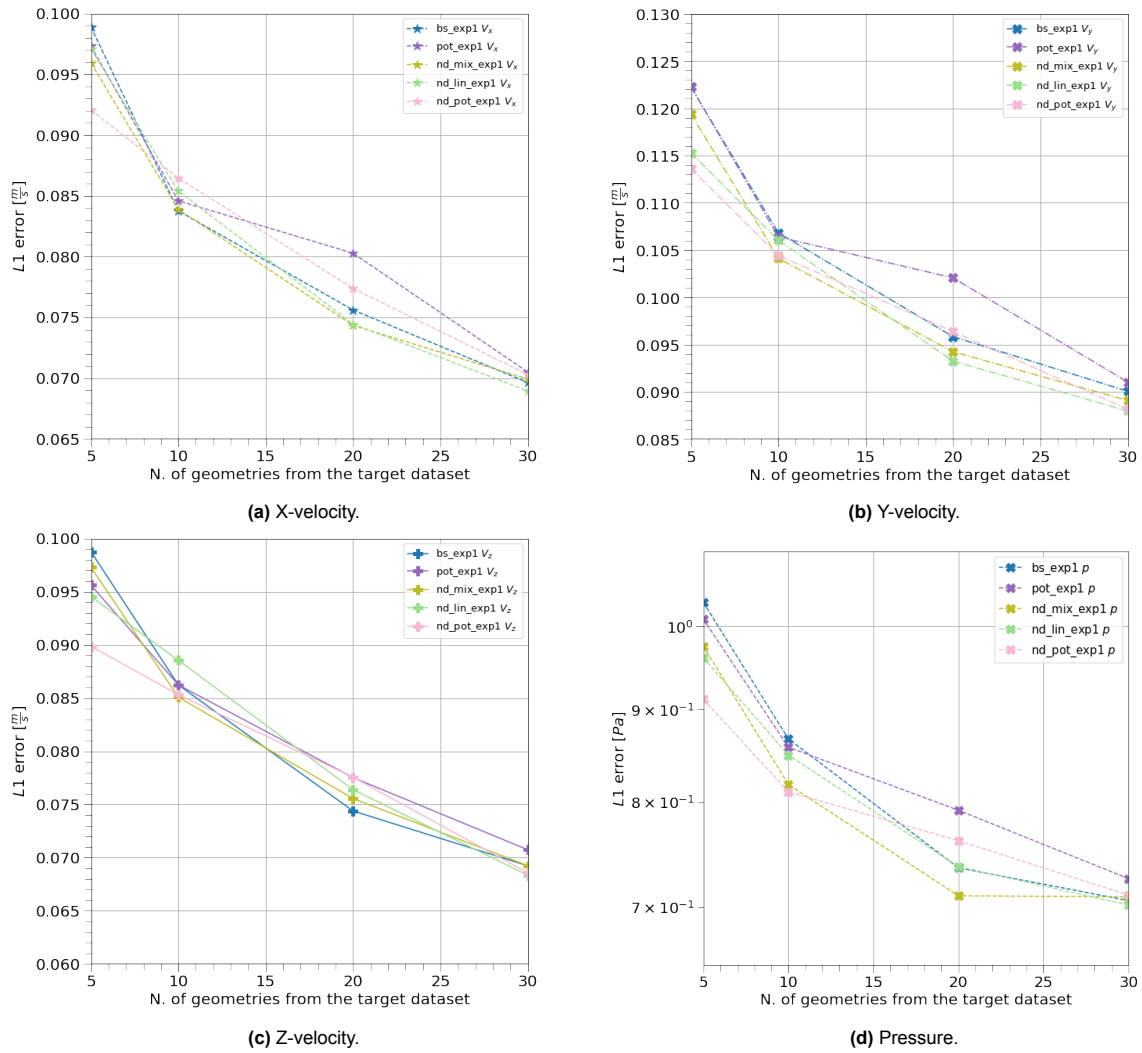 0.100
0.095
0.090
0.085
0.080
0.075
0.070
0.065
L1 error [m/s]
5 10 15 20 25 30
N. of geometries from the target dataset
bs_exp1 Vx
pot_exp1 Vx
nd_mix_exp1 Vx
nd_lin_exp1 Vx
nd_pot_exp1 Vx
(a) X-velocity.
0.130
0.125
0.120
0.115
0.110
0.105
0.100
0.095
0.090
0.085
L1 error [m/s]
5 10 15 20 25 30
N. of geometries from the target dataset
bs_exp1 Vy
pot_exp1 Vy
nd_mix_exp1 Vy
nd_lin_exp1 Vy
nd_pot_exp1 Vy
(b) Y-velocity.
0.100
0.095
0.090
0.085
0.080
0.075
0.070
0.065
0.060
L1 error [m/s]
5 10 15 20 25 30
N. of geometries from the target dataset
bs_exp1 Vz
pot_exp1 Vz
nd_mix_exp1 Vz
nd_lin_exp1 Vz
nd_pot_exp1 Vz
(c) Z-velocity.
10⁰
9 × 10⁻¹
8 × 10⁻¹
7 × 10⁻¹
L1 error [Pa]
5 10 15 20 25 30
N. of geometries from the target dataset
bs_exp1 p
pot_exp1 p
nd_mix_exp1 p
nd_lin_exp1 p
nd_pot_exp1 p
(d) Pressure.